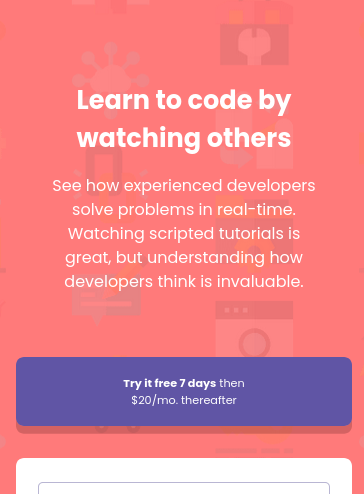 Learn to code by
watching others
See how experienced developers
solve problems in real-time.
Watching scripted tutorials is
great, but understanding how
developers think is invaluable.
Try it free 7 days then
$20/mo. thereafter